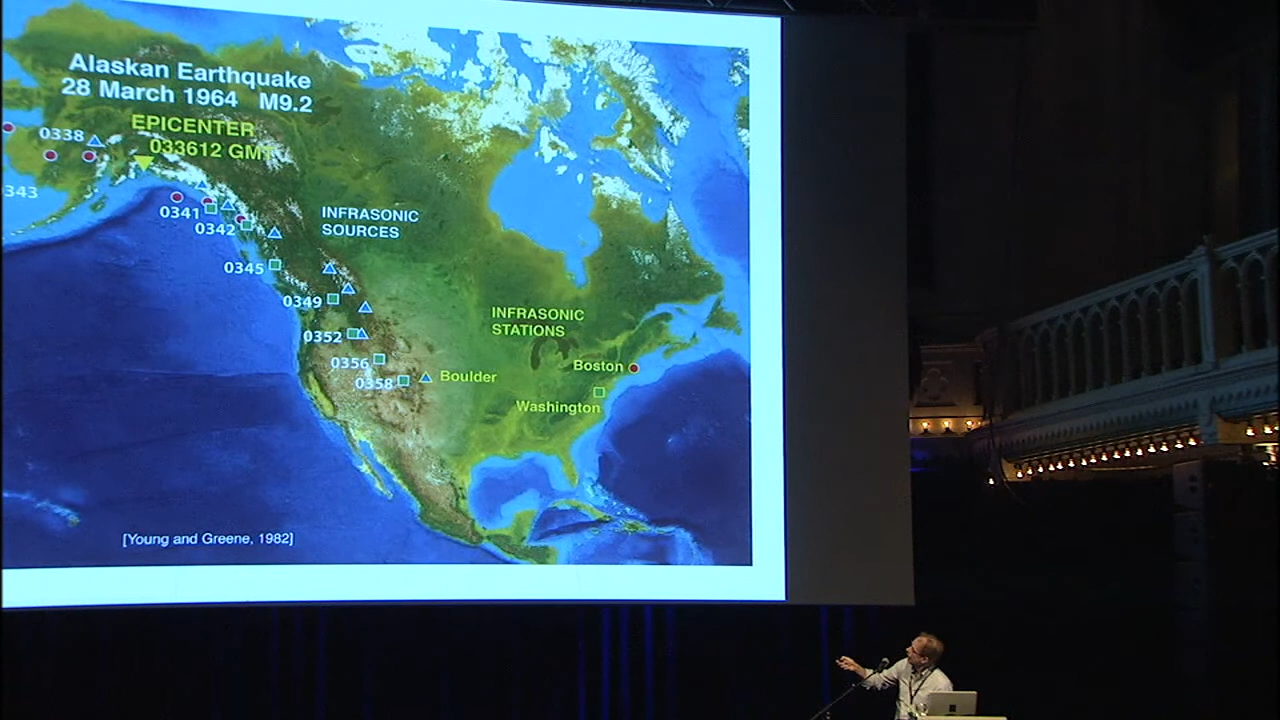 Alaskan Earthquake
28 March 1964 M9.2
EPICENTER
033612 GMT
0338
343
0341
0342
INFRASONIC
SOURCES
0345
0349
INFRASONIC
STATIONS
0352
0356
Boston
0358
Boulder
Washington
[Young and Greene, 1982]